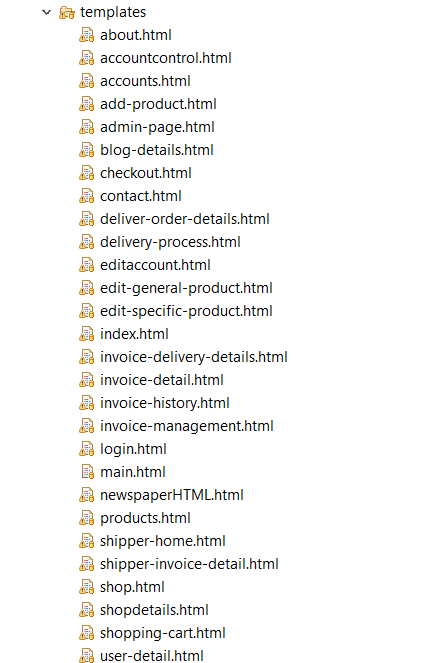 templates
about.html
accountcontrol.html
accounts.html
add-product.html
admin-page.html
blog-details.html
checkout.html
contact.html
deliver-order-details.html
delivery-process.html
editaccount.html
edit-general-product.html
edit-specific-product.html
index.html
invoice-delivery-details.html
invoice-detail.html
invoice-history.html
invoice-management.html
login.html
main.html
newspaperHTML.html
products.html
shipper-home.html
shipper-invoice-detail.html
shop.html
shopdetails.html
shopping-cart.html
user-detail.html